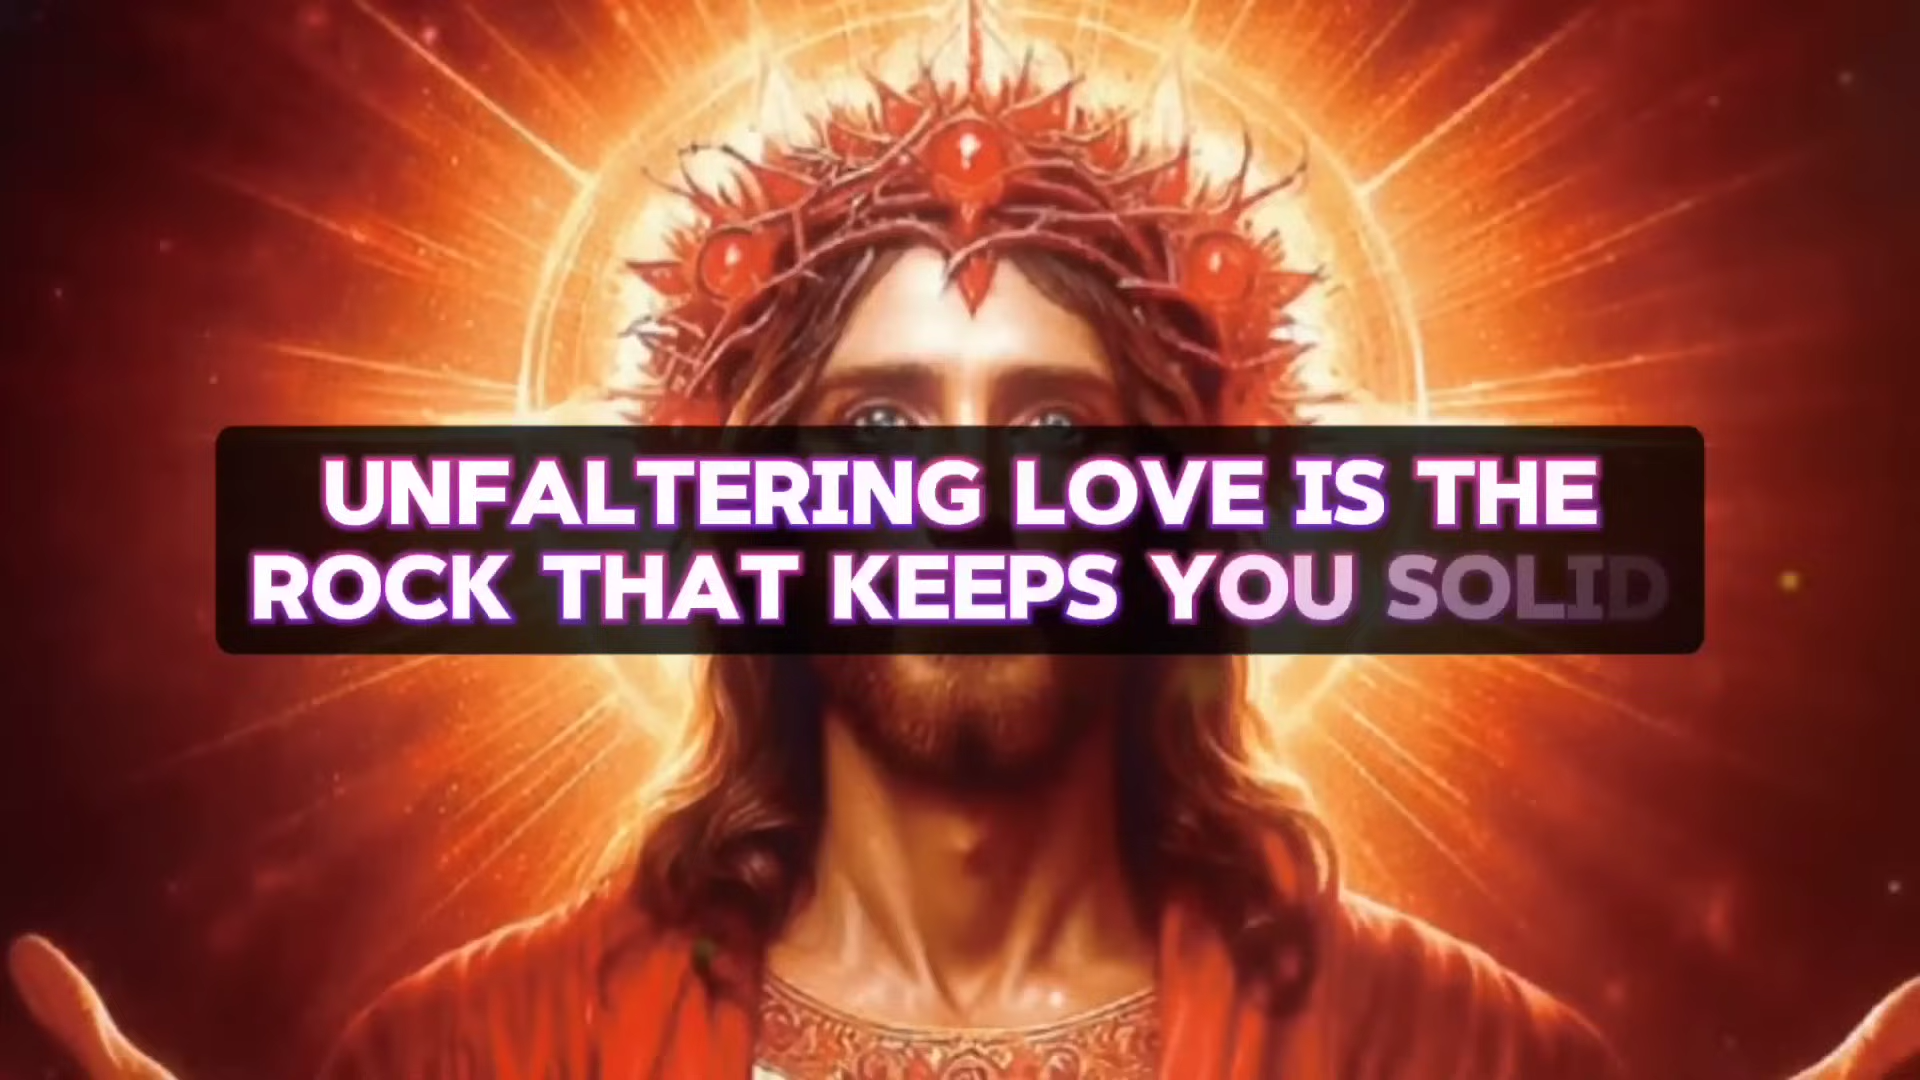 UNFALTERING LOVE IS THE
ROCK THAT KEEPS YOU SOLID